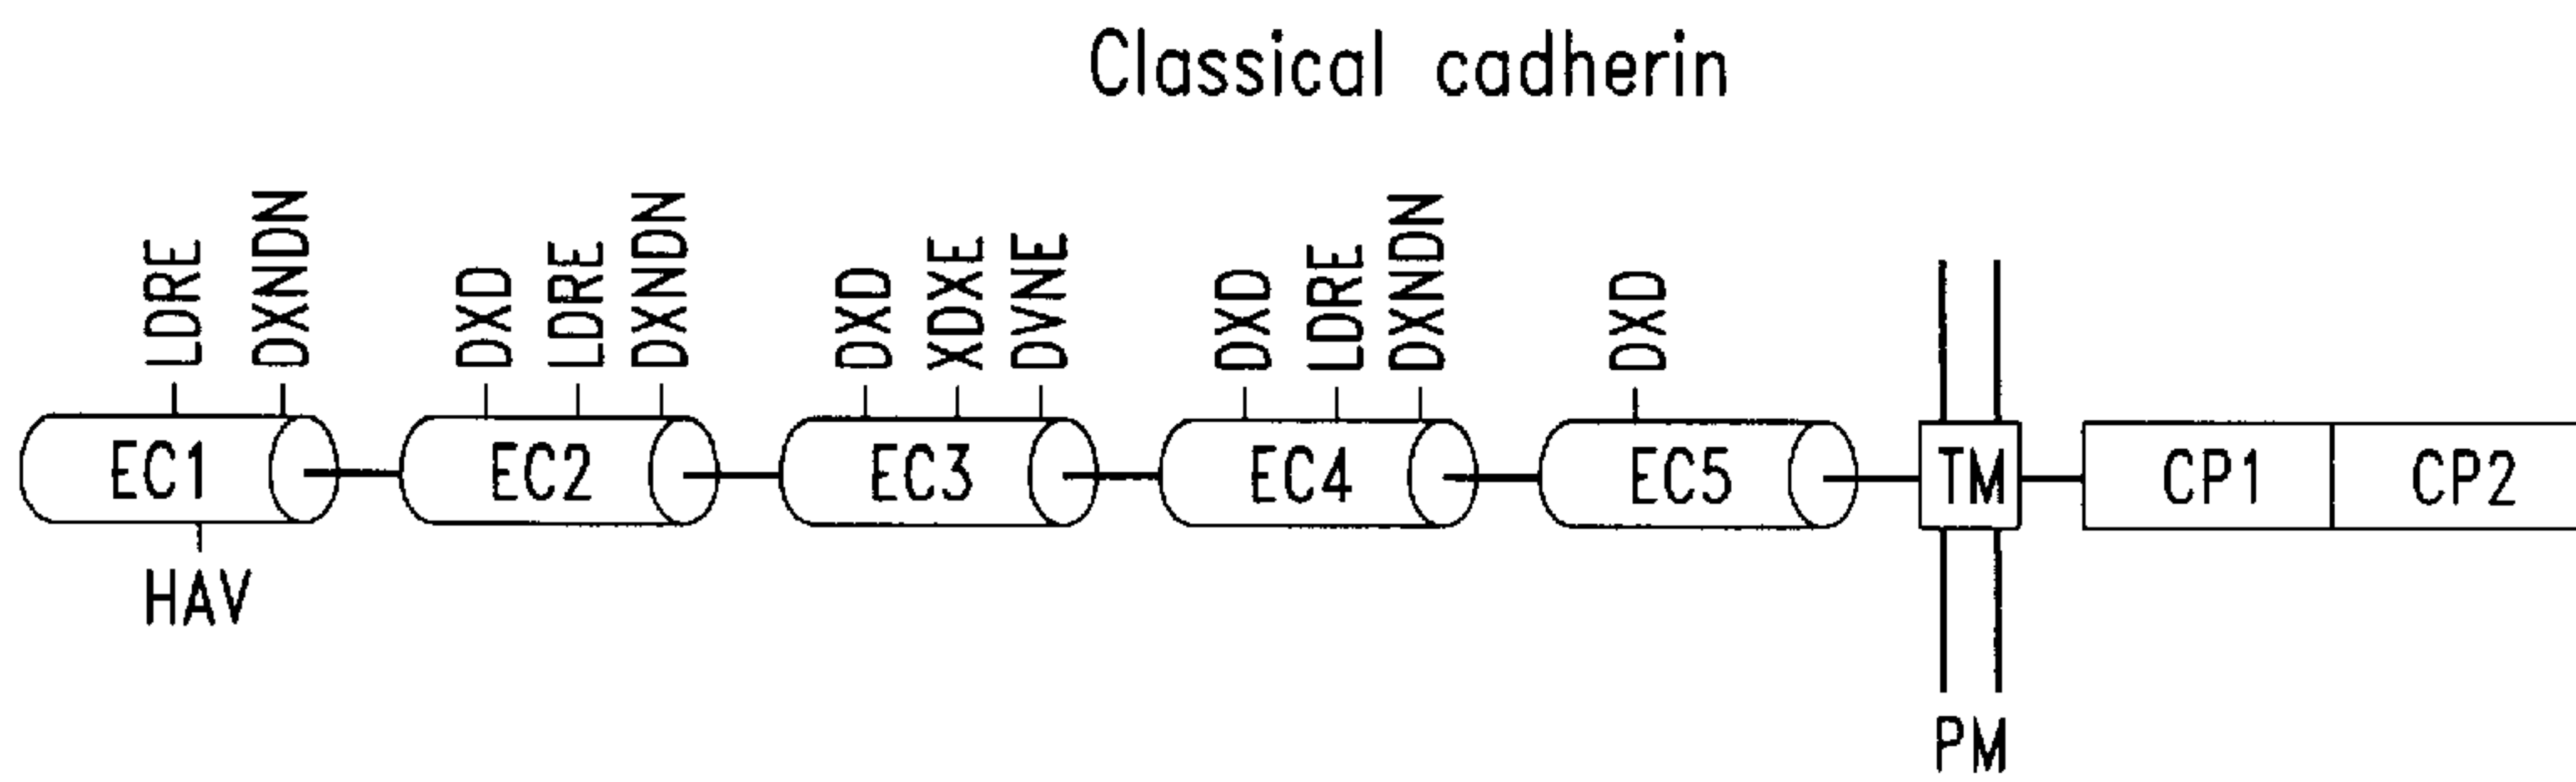 Classical cadherin
LDRE DXNDN DXD LDRE DXNDN DXD XDXE DVNE DXD LDRE DXNDN DXD
EC1 EC2 EC3 EC4 EC5 TM CP1 CP2
HAV
PM